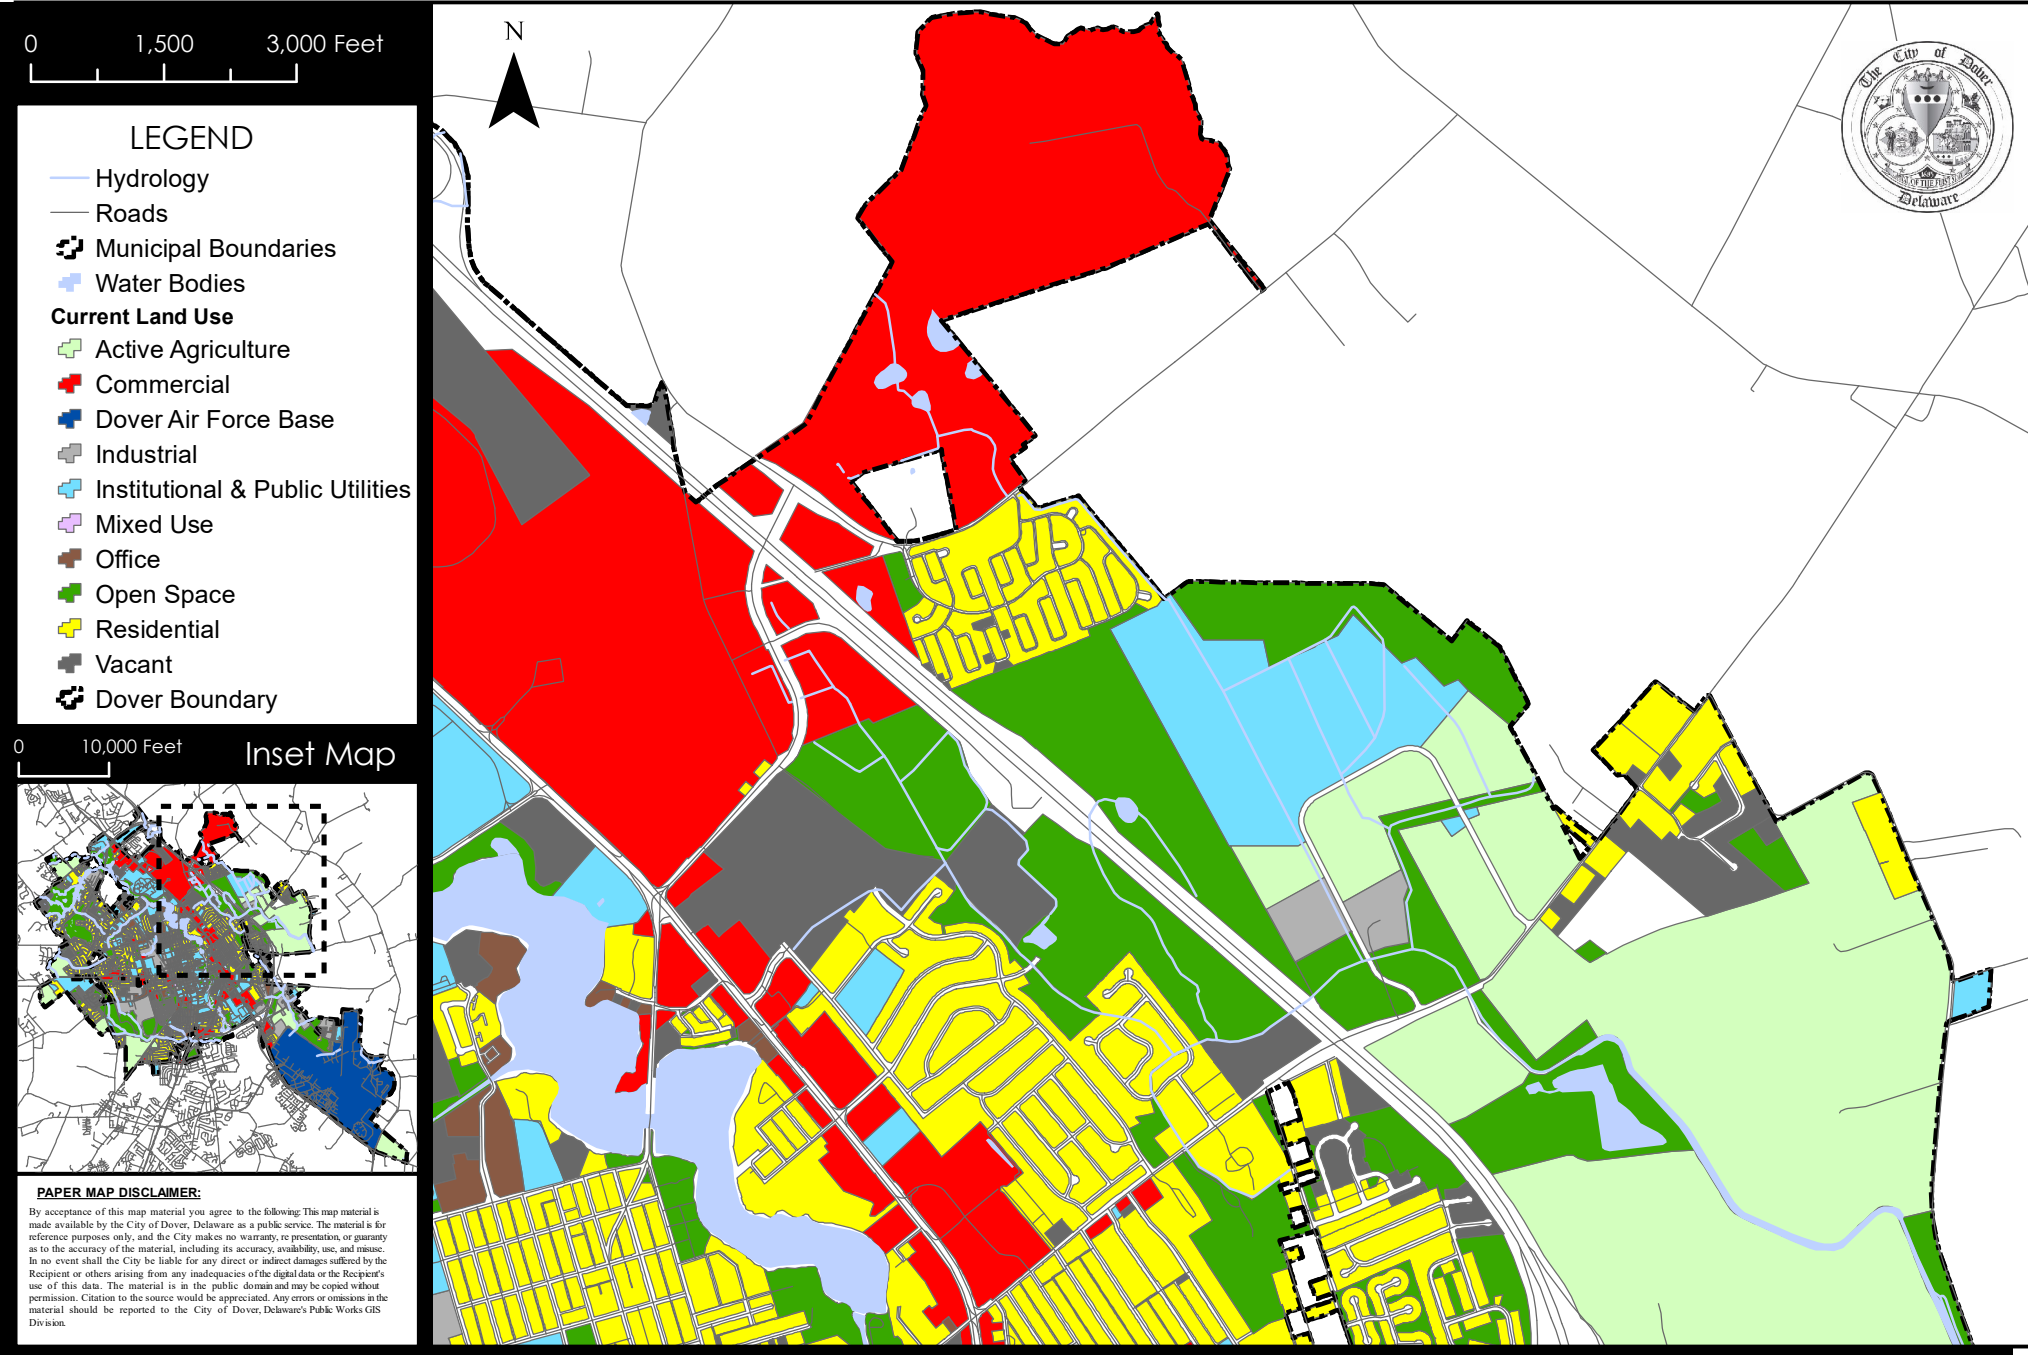 0 1,500 3,000 Feet
N
The City of Dover
Delaware
LEGEND
Hydrology
Roads
Municipal Boundaries
Water Bodies
Current Land Use
Active Agriculture
Commercial
Dover Air Force Base
Industrial
Institutional & Public Utilities
Mixed Use
Office
Open Space
Residential
Vacant
Dover Boundary
0 10,000 Feet
Inset Map
PAPER MAP DISCLAIMER:
By acceptance of this map material you agree to the following: This map material is
made available by the City of Dover, Delaware as a public service. The material is for
reference purposes only, and the City makes no warranty, re presentation, or guaranty
as to the accuracy of the material, including its accuracy, availability, use, and misuse.
In no event shall the City be liable for any direct or indirect damages suffered by the
Recipient or others arising from any inadequacies of the digital data or the Recipient's
use of this data. The material is in the public domain and may be copied without
permission. Citation to the source would be appreciated. Any errors or omissions in the
material should be reported to the City of Dover, Delaware's Public Works GIS
Division.